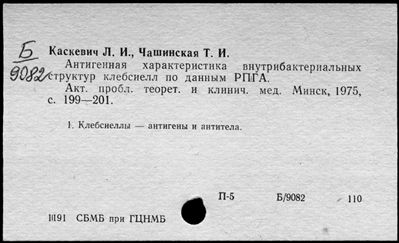 Б
9082
Каскевич Л. И., Чашинская Т. И.
Антигенная характеристика внутрибактериальных
структур клебсиелл по данным РПГА.
Акт. пробл. теорет. и клинич. мед. Минск, 1975,
с. 199—201.
1. Клебсиеллы — антигены и антитела.
П-5 Б/9082 110
10191 СБМБ при ГЦНМБ